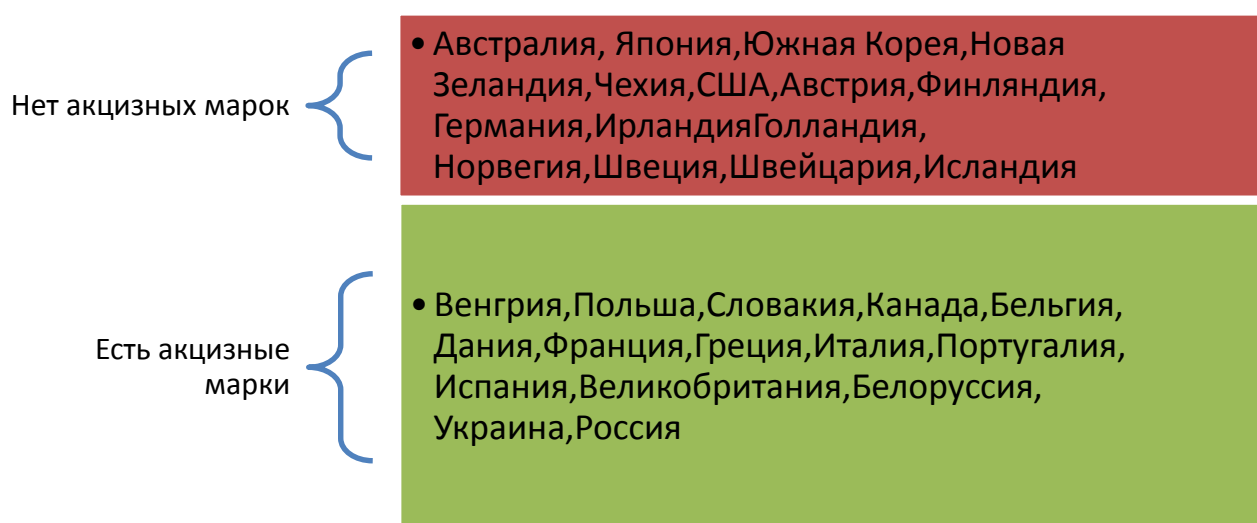 Нет акцизных марок
• Австралия, Япония,Южная Корея,Новая
Зеландия,Чехия,США,Австрия,Финляндия,
Германия,ИрландияГолландия,
Норвегия,Швеция,Швейцария,Исландия
Есть акцизные
марки
• Венгрия,Польша,Словакия,Канада,Бельгия,
Дания,Франция,Греция,Италия,Португалия,
Испания,Великобритания,Белоруссия,
Украина,Россия